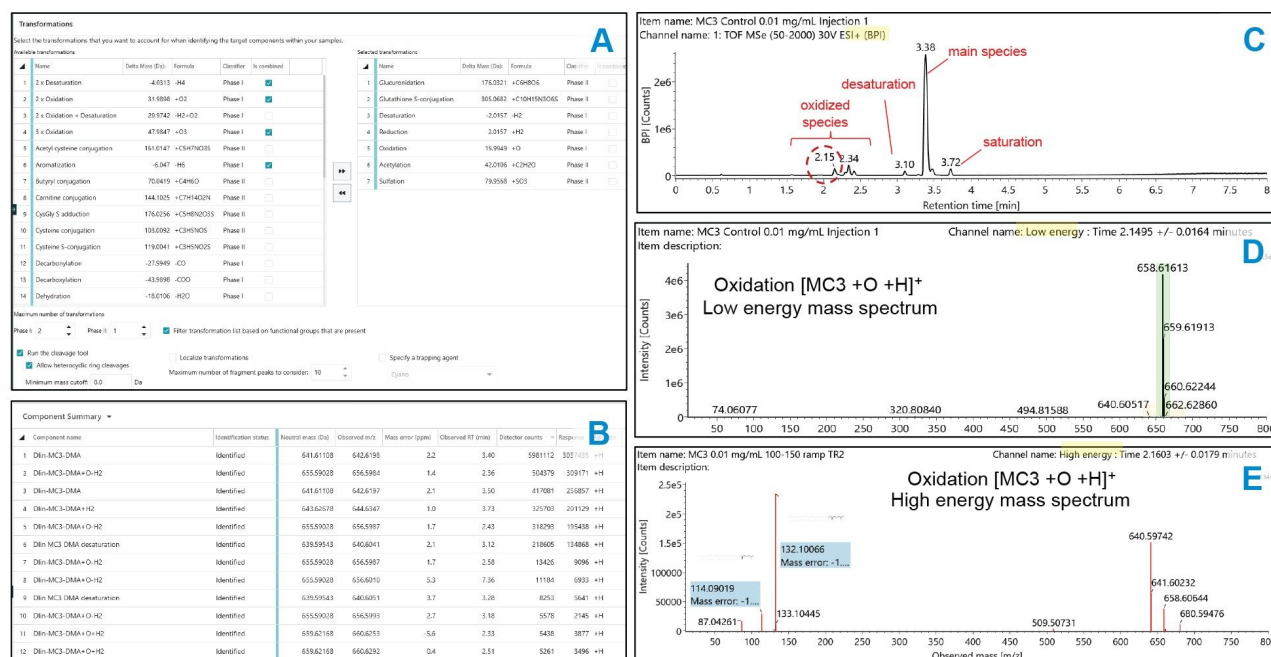 Transformations
A
Select the transformations that you want to account for when identifying the target components within your samples.
Available transformations
Name Delta Mass (Da): Formula Classifier Is combined
1 2 x Desaturation -4.0313 -H4 Phase I
2 2 x Oxidation 31.9898 +O2 Phase I
3 2 x Oxidation + Desaturation 29.9742 -H2+O2 Phase I
4 3 x Oxidation 47.9847 +O3 Phase I
5 Acetyl cysteine conjugation 161.0147 +C5H7NO3S Phase II
6 Aromatization -6.047 -H6 Phase I
7 Butyryl conjugation 70.0419 +C4H6O Phase II
8 Carnitine conjugation 144.1025 +C7H14O2N Phase II
9 CysGly S adduction 176.0256 +C5H8N2O3S Phase II
10 Cysteine conjugation 103.0092 +C3H5NOS Phase II
11 Cysteine S-conjugation 119.0041 +C3H5NO2S Phase II
12 Decarbonylation -27.9949 -CO Phase I
13 Decarboxylation -43.9898 -COO Phase I
14 Dehydration -18.0106 -H2O Phase I
Selected transformations
Name Delta Mass (Da): Formula
1 Glucuronidation 176.0321 +C6H8O6 Phase II
2 Glutathione S-conjugation 305.0682 +C10H15N3O6S Phase II
3 Desaturation -2.0157 -H2 Phase I
4 Reduction 2.0157 +H2 Phase I
5 Oxidation 15.9949 +O Phase I
6 Acetylation 42.0106 +C2H2O Phase II
7 Sulfation 79.9568 +SO3 Phase II
Maximum number of transformations
Phase I: 2 Phase II: 1 Filter transformation list based on functional groups that are present
Run the cleavage tool
Localize transformations
Specify a trapping agent
Allow heterocyclic ring cleavages
Maximum number of fragment peaks to consider: 10
Cyano
Minimum mass cutoff: 0.0 Da
Component Summary
B
Component name Identification status Neutral mass (Da) Observed m/z Mass error (ppm) Observed RT (min) Detector counts
1 Dlin-MC3-DMA Identified 641.61108 642.6198 2.2 3.40 5981112 +H
2 Dlin-MC3-DMA+O-H2 Identified 655.59028 656.5984 1.4 2.36 504379 309171 +H
3 Dlin-MC3-DMA Identified 641.61108 642.6197 2.1 3.50 417081 256857 +H
4 Dlin-MC3-DMA+H2 Identified 643.62678 644.6347 1.0 3.73 325703 201129 +H
5 Dlin-MC3-DMA+O-H2 Identified 655.59028 656.5987 1.7 2.43 318293 195438 +H
6 Dlin MC3 DMA desaturation Identified 639.59543 640.6041 2.1 3.12 218605 134868 +H
7 Dlin-MC3-DMA+O-H2 Identified 655.59028 656.5987 1.7 2.58 13426 9096 +H
8 Dlin-MC3-DMA+O-H2 Identified 655.59028 656.6010 5.3 7.36 11184 6933 +H
9 Dlin MC3 DMA desaturation Identified 639.59543 640.6051 3.7 3.28 8253 5641 +H
10 Dlin-MC3-DMA+O-H2 Identified 655.59028 656.5993 2.7 3.18 5578 2145 +H
11 Dlin-MC3-DMA+O+H2 Identified 659.62168 660.6253 -5.6 2.33 5438 3877 +H
12 Dlin-MC3-DMA+O+H2 Identified 659.62168 660.6292 0.4 2.51 5261 3496 +H
Item name: MC3 Control 0.01 mg/mL Injection 1
Channel name: 1: TOF MSe (50-2000) 30V ESI+ (BPI)
C
3.38
main species
desaturation
oxidized
species
saturation
2.15 2.34 3.10 3.72
2e6
1e6
0
BPI [Counts]
0 0.5 1 1.5 2 2.5 3 3.5 4 4.5 5 5.5 6 6.5 7 7.5 8
Retention time [min]
Item name: MC3 Control 0.01 mg/mL Injection 1 Channel name: Low energy : Time 2.1495 +/- 0.0164 minutes
Item description:
D
Oxidation [MC3 +O +H]+
Low energy mass spectrum
658.61613
659.61913
660.62244
640.60517 662.62860
74.06077 320.80840 494.81588
4e6
3e6
2e6
1e6
0
Intensity [Counts]
50 100 150 200 250 300 350 400 450 500 550 600 650 700 750 800
Item name: MC3 0.01 mg/mL 100-150 ramp TR2 Channel name: High energy : Time 2.1603 +/- 0.0179 minutes
Item description:
E
Oxidation [MC3 +O +H]+
High energy mass spectrum
132.10066
Mass error: -1....
114.09019
Mass error: -1....
87.04261 133.10445 509.50731
640.59742
641.60232
658.60644
680.59476
2.5e5
2e5
1.5e5
100000
50000
0
Intensity [Counts]
50 100 150 200 250 300 350 400 450 500 550 600 650 700 750 800
Observed mass [m/z]